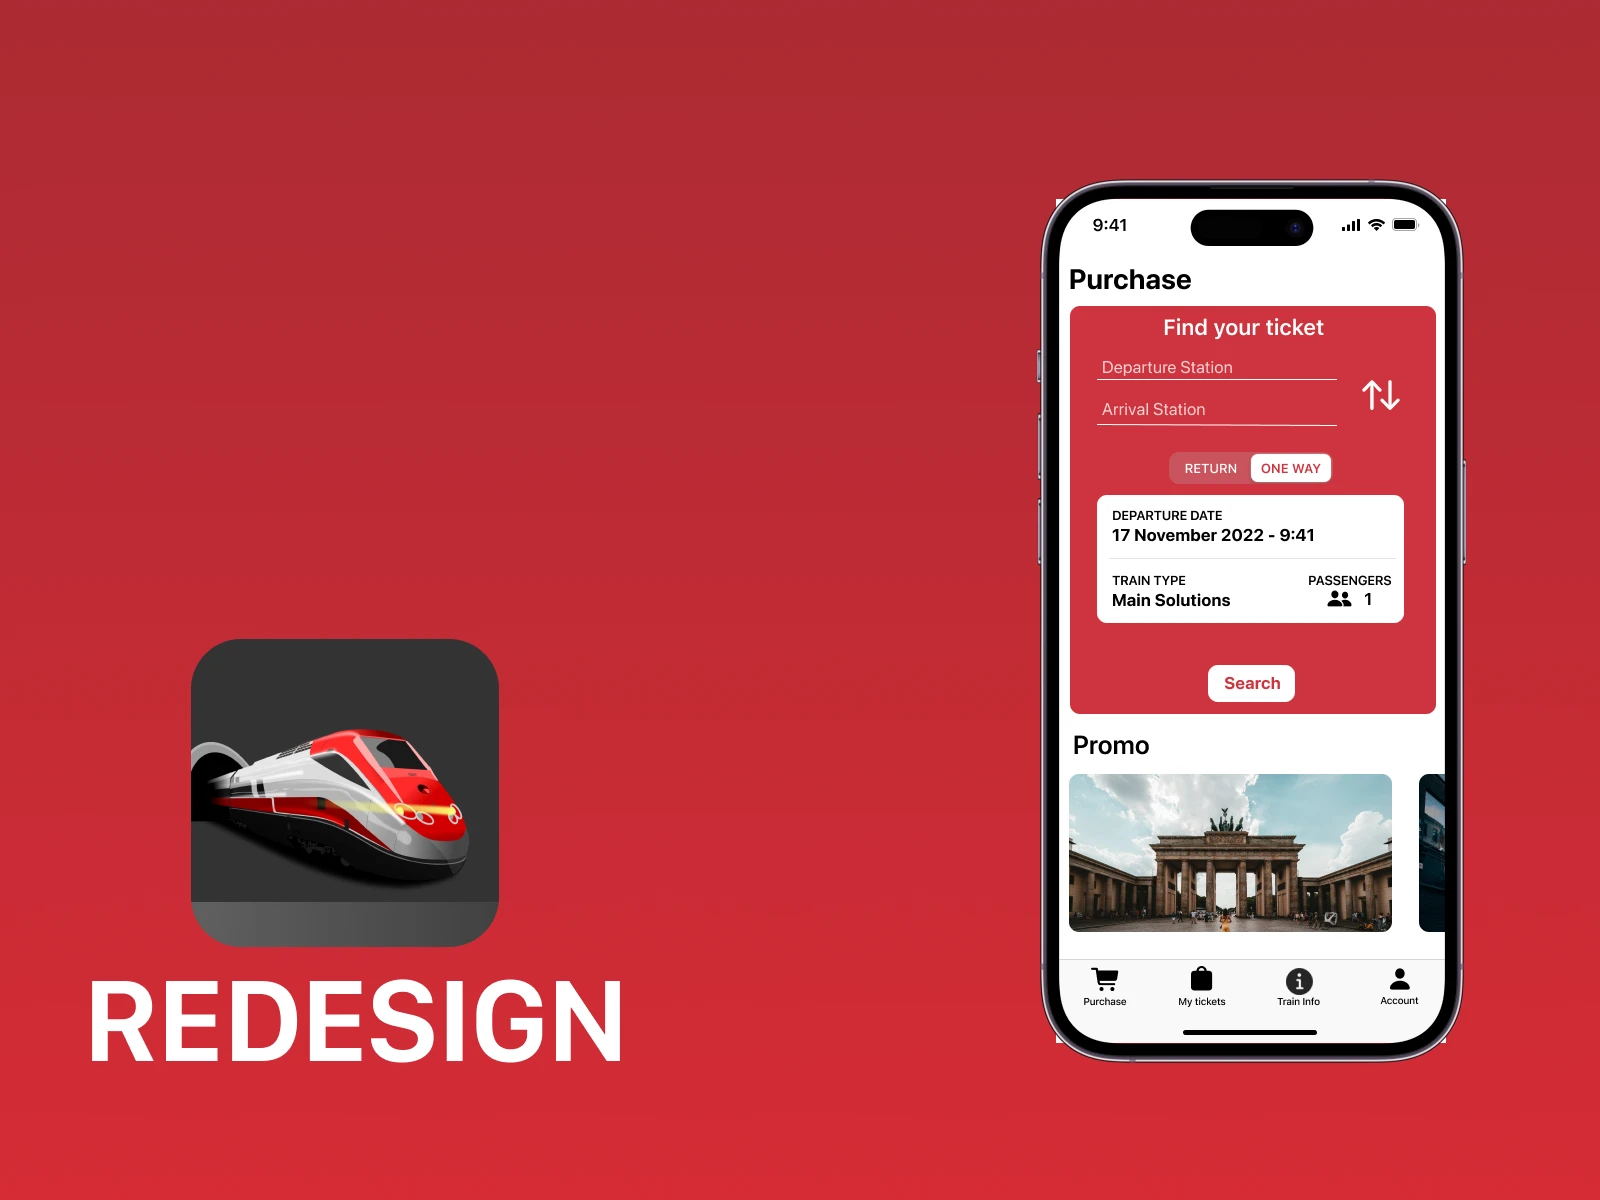 9:41
Purchase
Find your ticket
Departure Station
Arrival Station
RETURN ONE WAY
DEPARTURE DATE
17 November 2022 - 9:41
TRAIN TYPE
Main Solutions
PASSENGERS
1
Search
Promo
Purchase
My tickets
Train Info
Account
REDESIGN